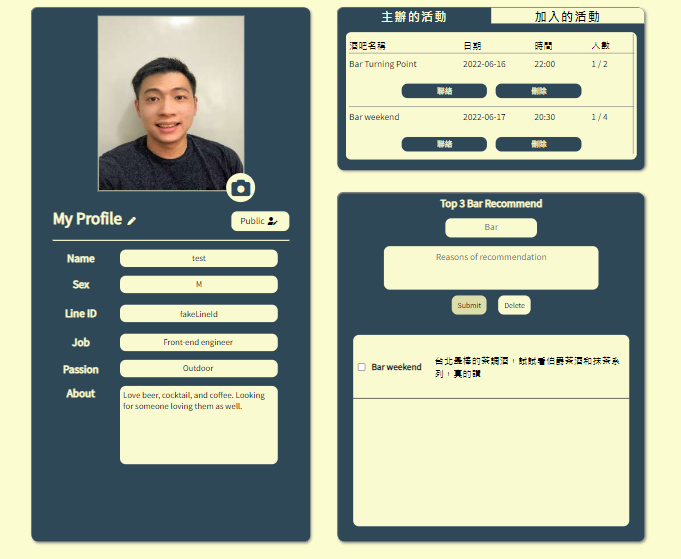 My Profile
Public
Name
test
Sex
M
Line ID
fakeLineId
Job
Front-end engineer
Passion
Outdoor
About
Love beer, cocktail, and coffee. Looking
for someone loving them as well.
主辦的活動 加入的活動
酒吧名稱 日期 時間 人數
Bar Turning Point 2022-06-16 22:00 1 / 2
聯絡 刪除
Bar weekend 2022-06-17 20:30 1 / 4
聯絡 刪除
Top 3 Bar Recommend
Bar
Reasons of recommendation
Submit Delete
Bar weekend
台北最棒的茶調酒，試試看伯爵茶酒和抹茶系
列，真的讚